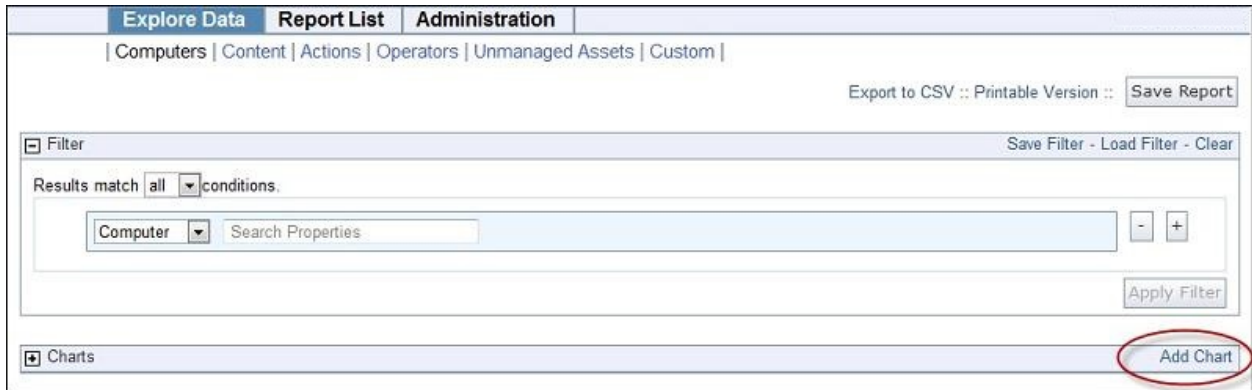 Explore Data Report List Administration
| Computers | Content | Actions | Operators | Unmanaged Assets | Custom |
Export to CSV :: Printable Version :: Save Report
Filter Save Filter - Load Filter - Clear
Results match all conditions.
Computer Search Properties - +
Apply Filter
Charts Add Chart